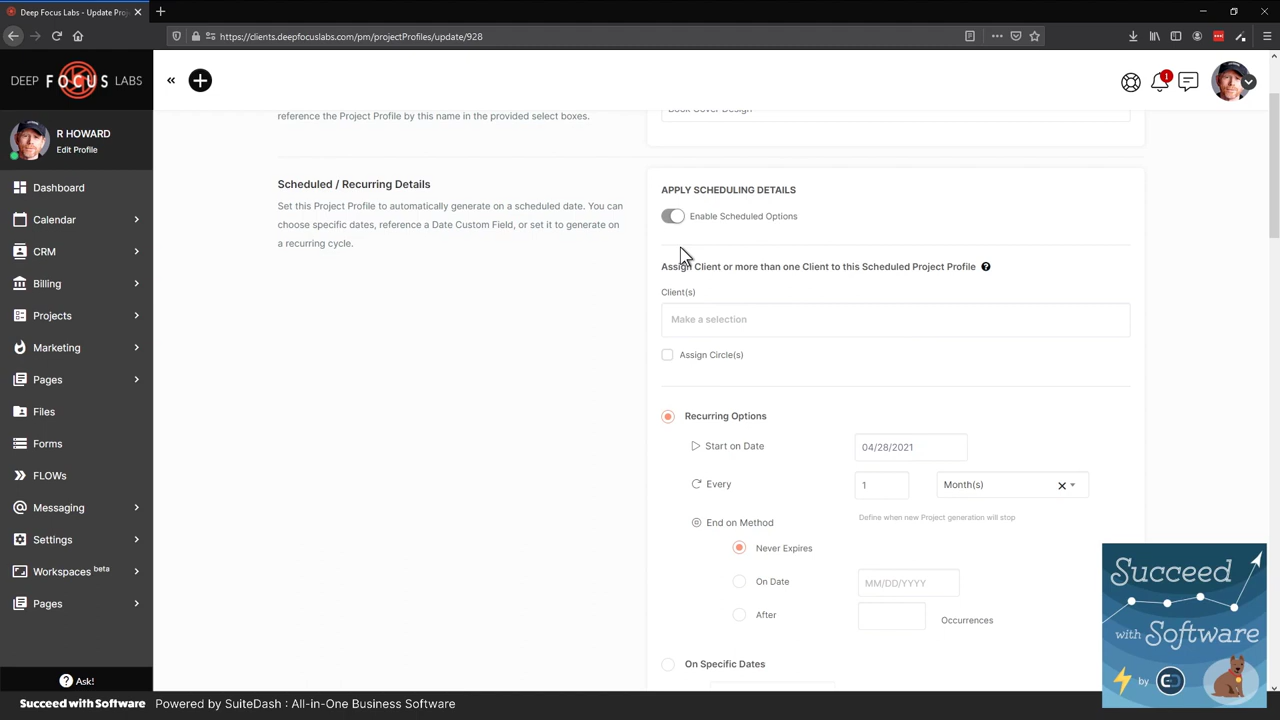 Deep Focus Labs - Update Proj
https://clients.deepfocuslabs.com/pm/projectProfiles/update/928
DEEP FOCUS LABS
1
JD HOWARD
Edit Profile
Dashboard
Calendar
CRM
Billing
Projects
Marketing
Pages
Files
Forms
FLOWs
Messaging
Settings
Workspaces beta
Pages
Ask!
reference the Project Profile by this name in the provided select boxes.
Book Cover Design
Scheduled / Recurring Details
Set this Project Profile to automatically generate on a scheduled date. You can
choose specific dates, reference a Date Custom Field, or set it to generate on
a recurring cycle.
APPLY SCHEDULING DETAILS
Enable Scheduled Options
Assign Client or more than one Client to this Scheduled Project Profile
Client(s)
Make a selection
Assign Circle(s)
Recurring Options
Start on Date 04/28/2021
Every 1 Month(s)
End on Method Define when new Project generation will stop
Never Expires
On Date MM/DD/YYYY
After Occurrences
On Specific Dates
Succeed
with Software
by
Succeed with Software Powered by SuiteDash : All-in-One Business Software